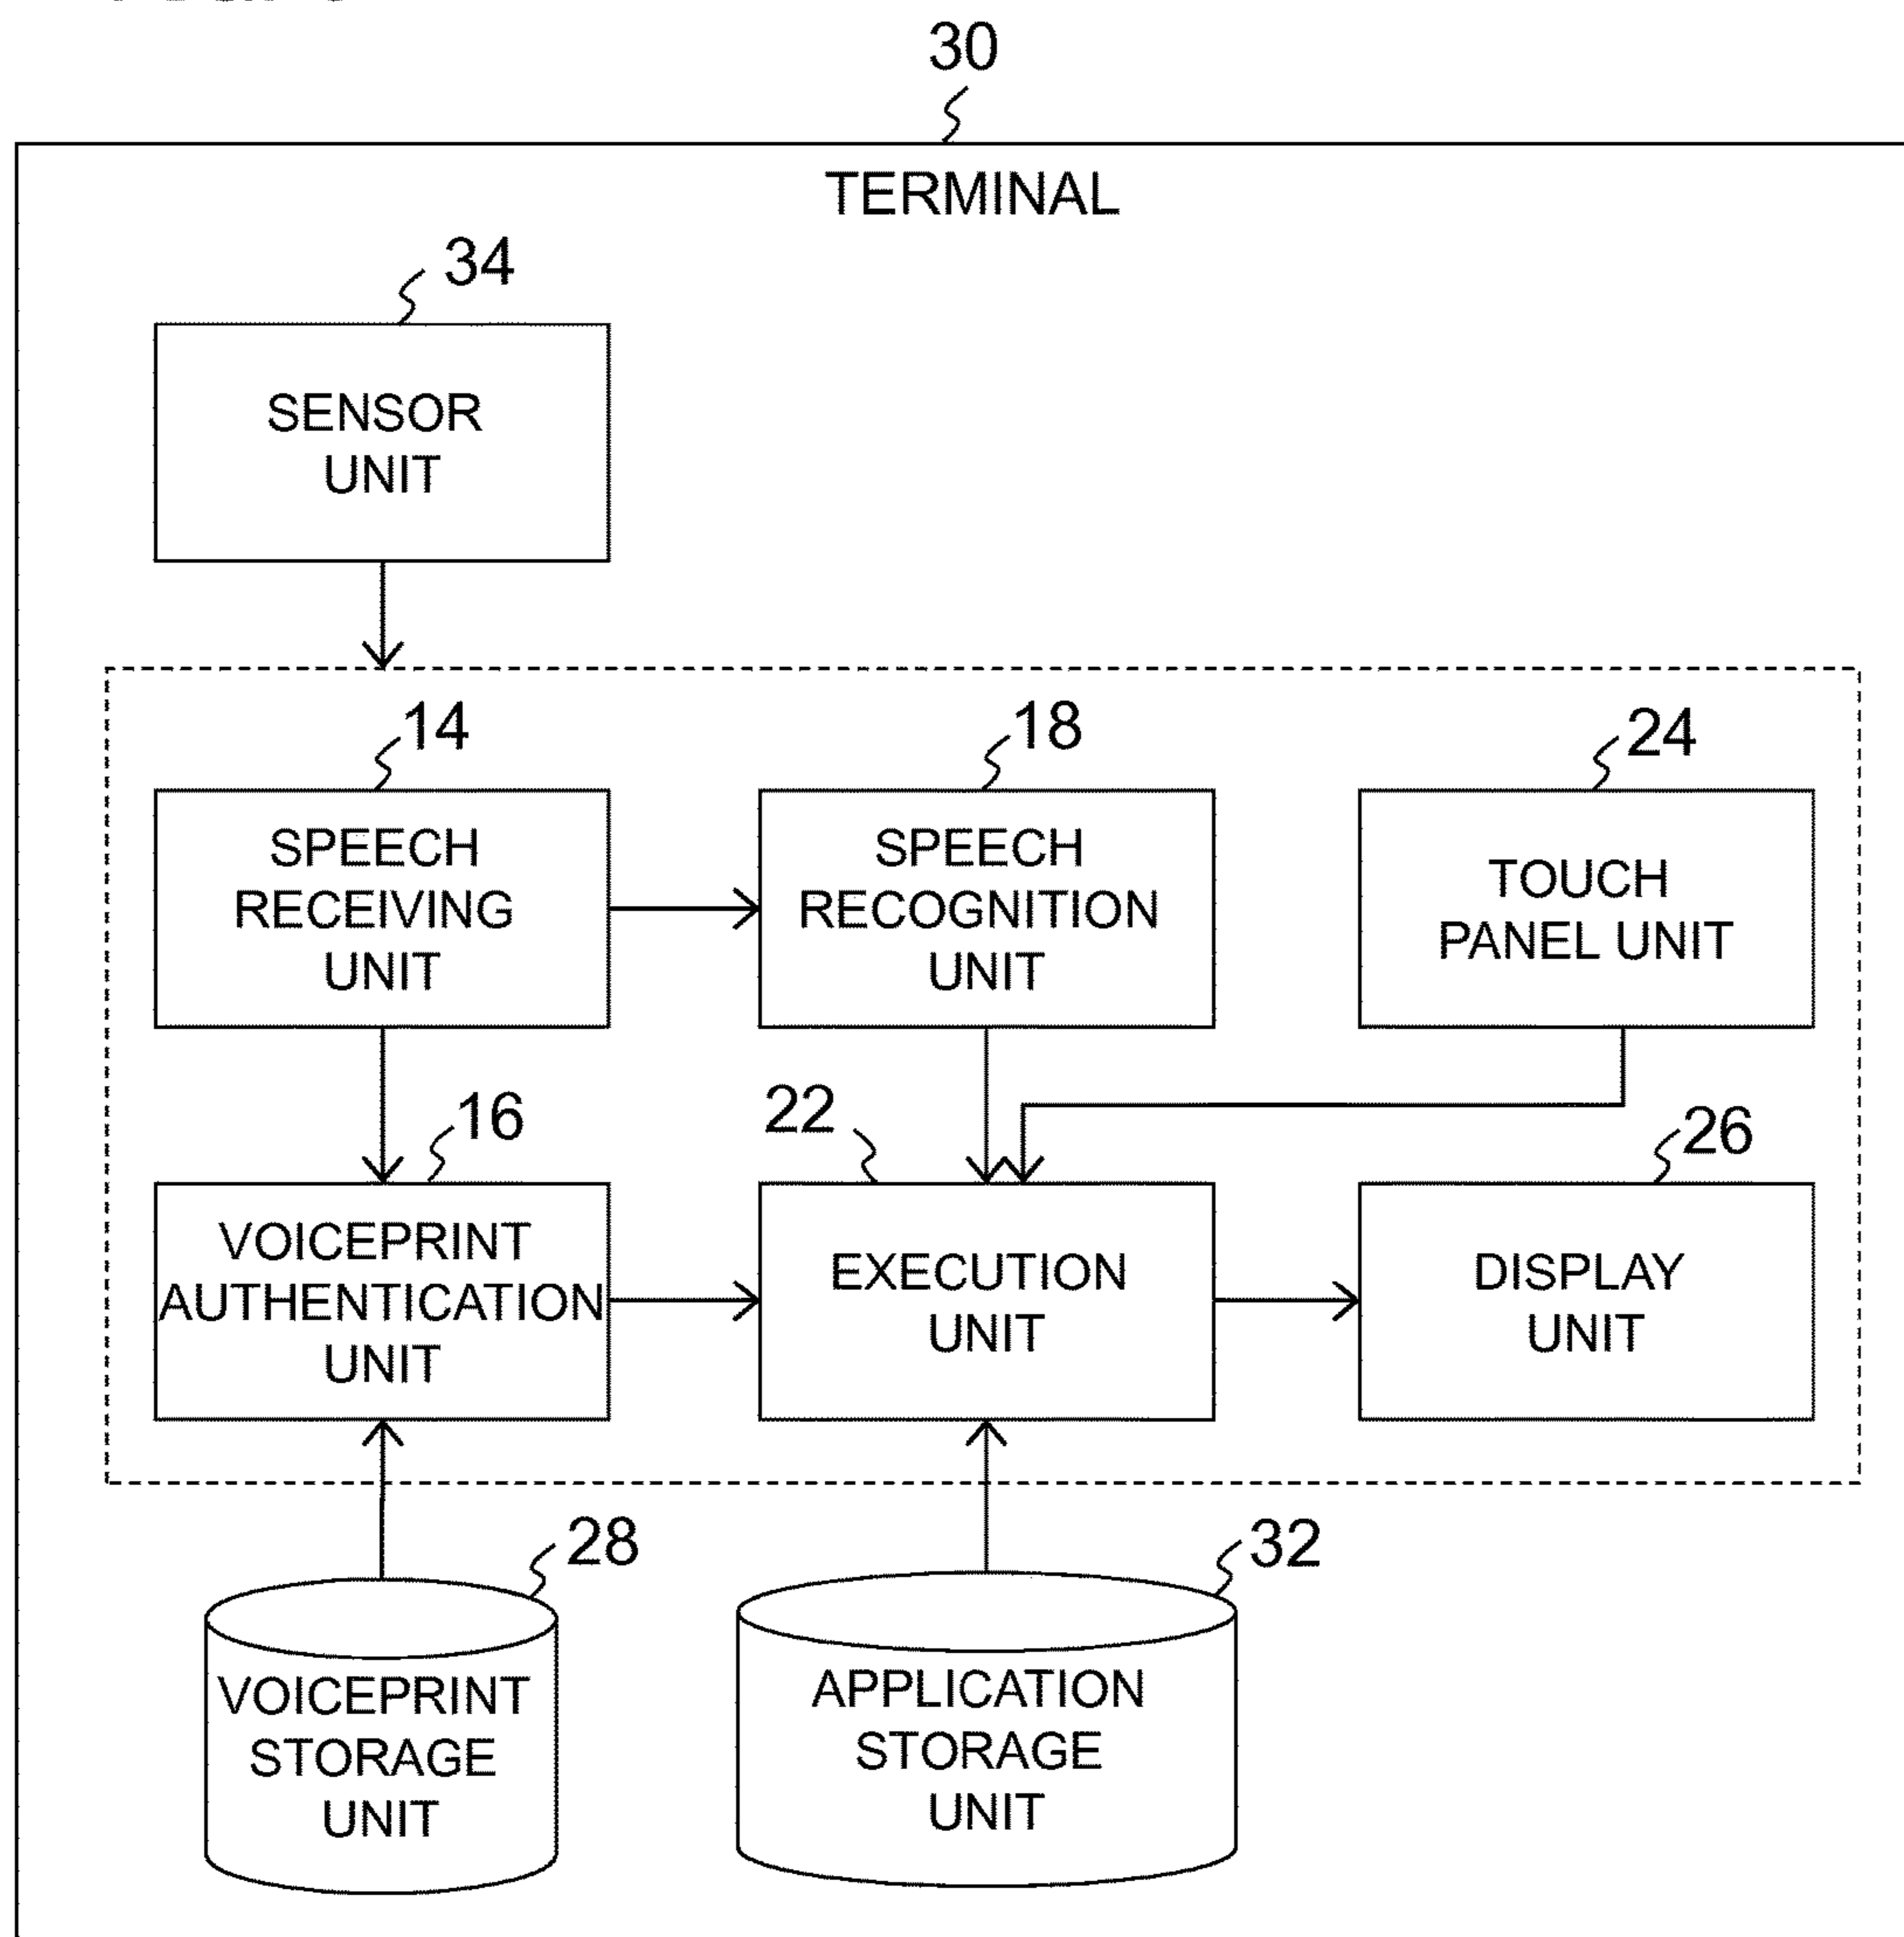 30
TERMINAL
34
SENSOR
UNIT
14
SPEECH
RECEIVING
UNIT
18
SPEECH
RECOGNITION
UNIT
24
TOUCH
PANEL UNIT
16
VOICEPRINT
AUTHENTICATION
UNIT
22
EXECUTION
UNIT
26
DISPLAY
UNIT
28
VOICEPRINT
STORAGE
UNIT
32
APPLICATION
STORAGE
UNIT